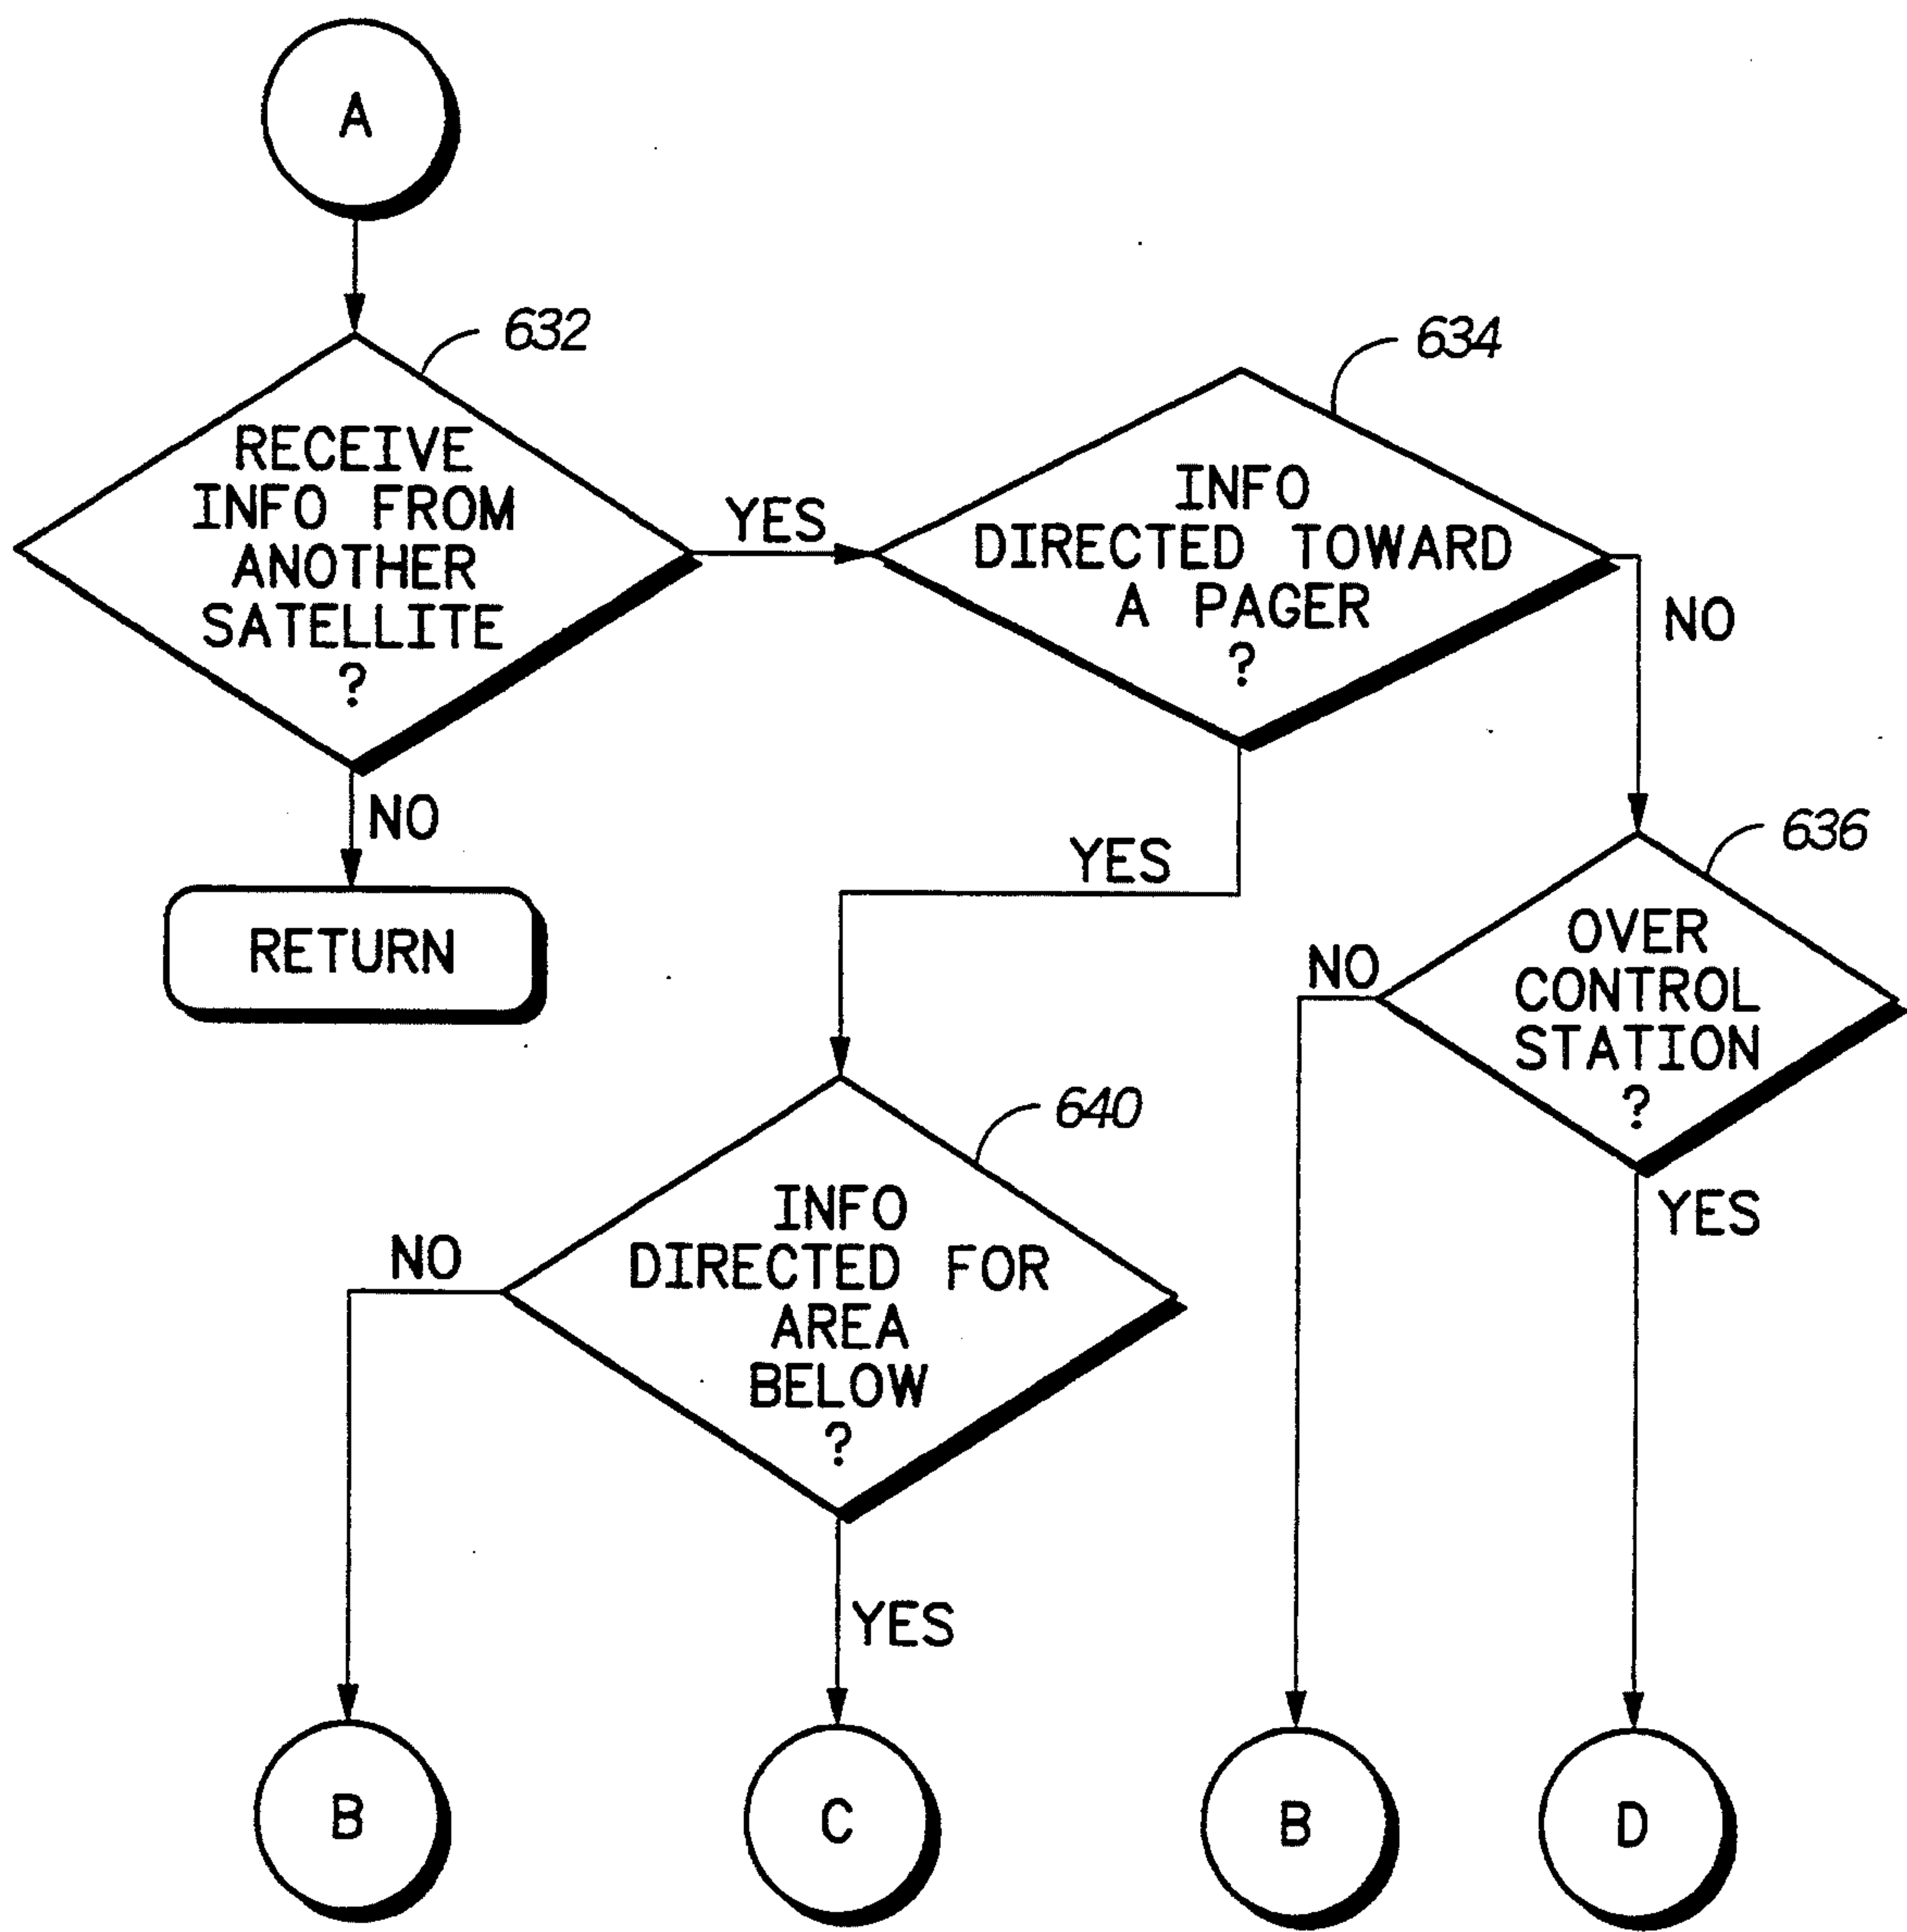 A
632
RECEIVE
INFO FROM
ANOTHER
SATELLITE
?
YES
634
INFO
DIRECTED TOWARD
A PAGER
?
NO
NO
RETURN
YES
636
OVER
CONTROL
STATION
?
NO
YES
640
INFO
DIRECTED FOR
AREA
BELOW
?
NO
YES
B
C
B
D